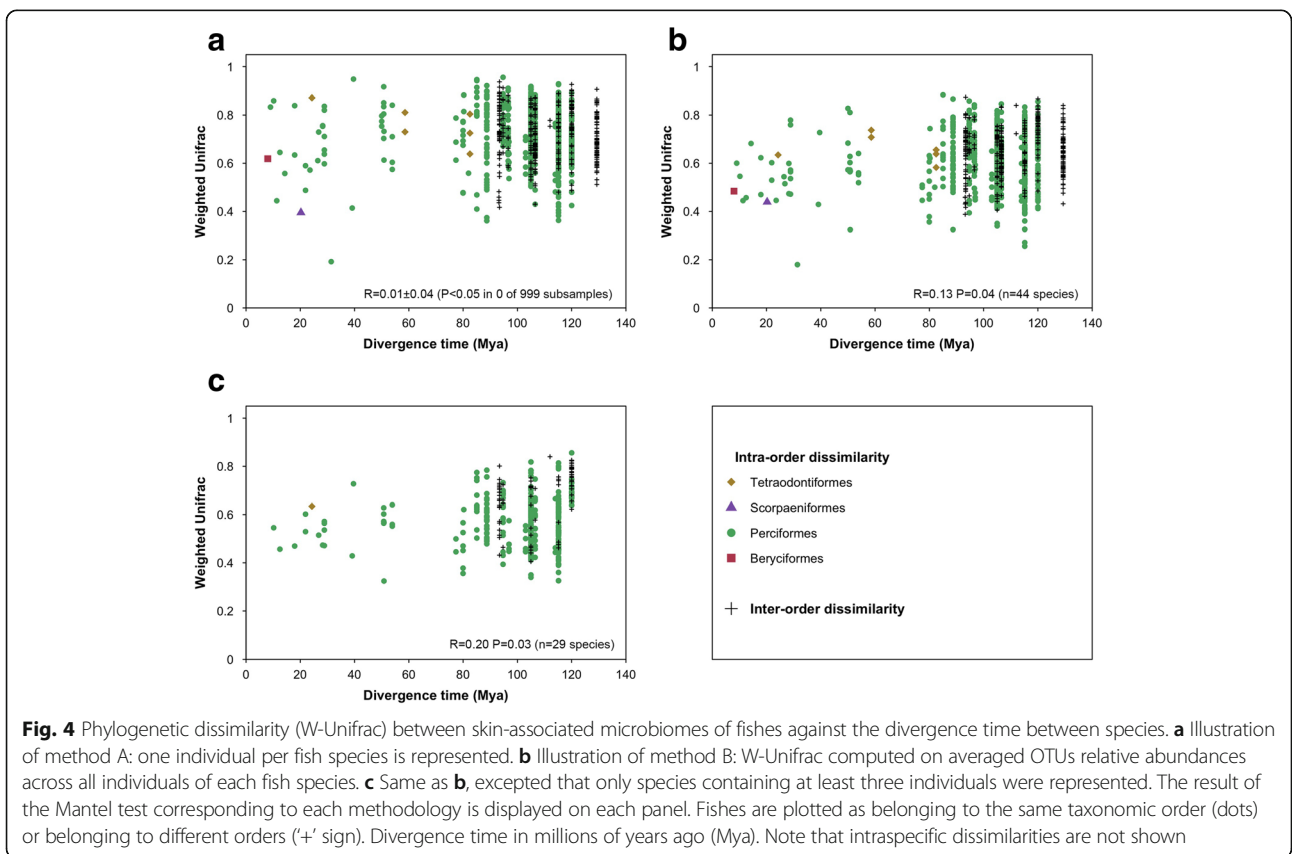 a
Weighted Unifrac
1
0.8
0.6
0.4
0.2
0
R=0.01±0.04 (P<0.05 in 0 of 999 subsamples)
0 20 40 60 80 100 120 140
Divergence time (Mya)
b
Weighted Unifrac
1
0.8
0.6
0.4
0.2
0
R=0.13 P=0.04 (n=44 species)
0 20 40 60 80 100 120 140
Divergence time (Mya)
c
Weighted Unifrac
1
0.8
0.6
0.4
0.2
0
R=0.20 P=0.03 (n=29 species)
0 20 40 60 80 100 120 140
Divergence time (Mya)
Intra-order dissimilarity
Tetraodontiformes
Scorpaeniformes
Perciformes
Beryciformes
+ Inter-order dissimilarity
Fig. 4 Phylogenetic dissimilarity (W-Unifrac) between skin-associated microbiomes of fishes against the divergence time between species. a Illustration
of method A: one individual per fish species is represented. b Illustration of method B: W-Unifrac computed on averaged OTUs relative abundances
across all individuals of each fish species. c Same as b, excepted that only species containing at least three individuals were represented. The result of
the Mantel test corresponding to each methodology is displayed on each panel. Fishes are plotted as belonging to the same taxonomic order (dots)
or belonging to different orders ('+' sign). Divergence time in millions of years ago (Mya). Note that intraspecific dissimilarities are not shown